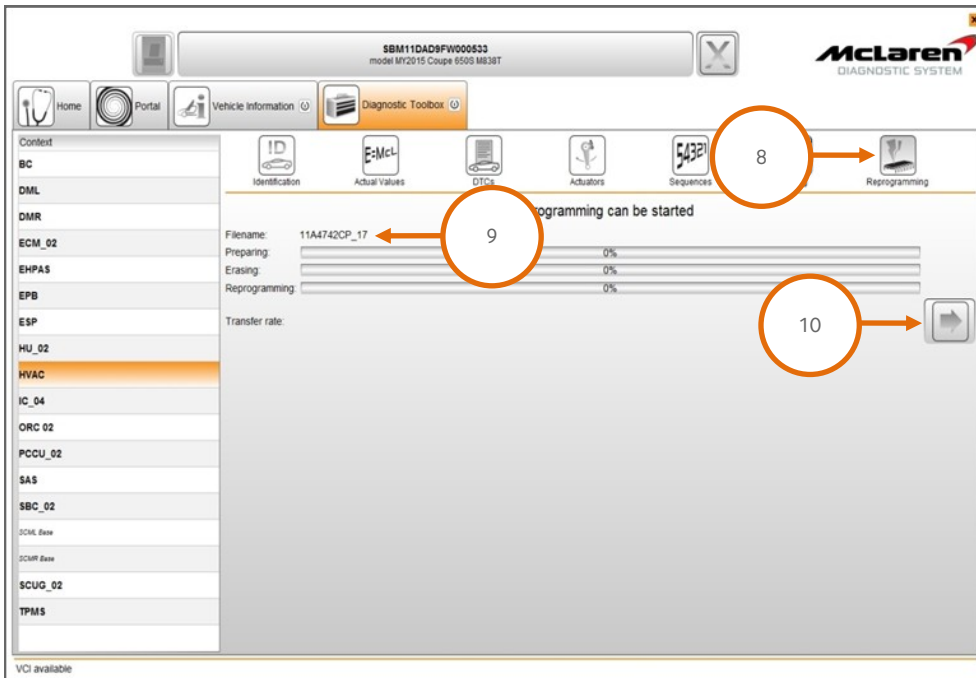 SBM11DAD9FW000533
model MY2015 Coupe 650S M838T
McLaren
DIAGNOSTIC SYSTEM
Home
Portal
Vehicle Information
Diagnostic Toolbox
Context
BC
DML
DMR
ECM_02
EHPAS
EPB
ESP
HU_02
HVAC
IC_04
ORC 02
PCCU_02
SAS
SBC_02
SCML Base
SCMR Base
SCUG_02
TPMS
ID
Identification
E=McL
Actual Values
DTCs
Actuators
54321
Sequences
8
Reprogramming
rogramming can be started
Filename: 11A4742CP_17
9
Preparing: 0%
Erasing: 0%
Reprogramming: 0%
Transfer rate:
10
VCI available